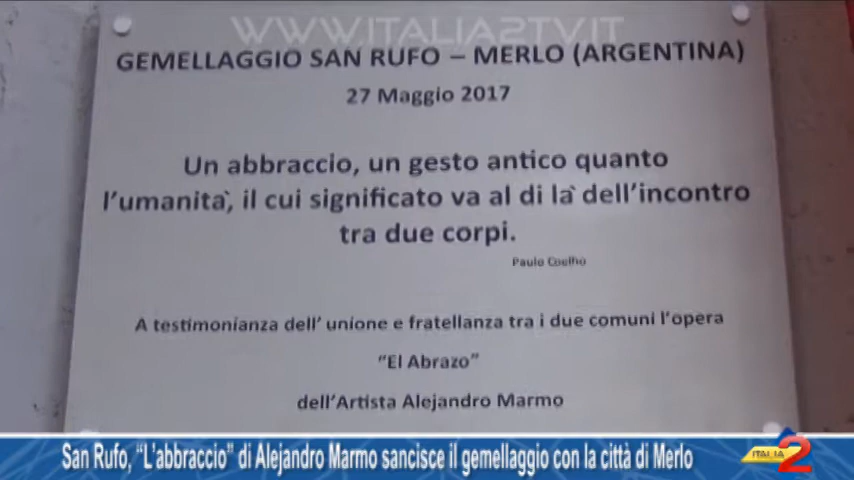 WWW.ITALIA2TV.IT
GEMELLAGGIO SAN RUFO – MERLO (ARGENTINA)
27 Maggio 2017
Un abbraccio, un gesto antico quanto
l'umanità, il cui significato va al di là dell'incontro
tra due corpi.
Paulo Coelho
A testimonianza dell' unione e fratellanza tra i due comuni l'opera
"El Abrazo"
dell'Artista Alejandro Marmo
San Rufo, "L'abbraccio" di Alejandro Marmo sancisce il gemellaggio con la città di Merlo
ITALIA 2